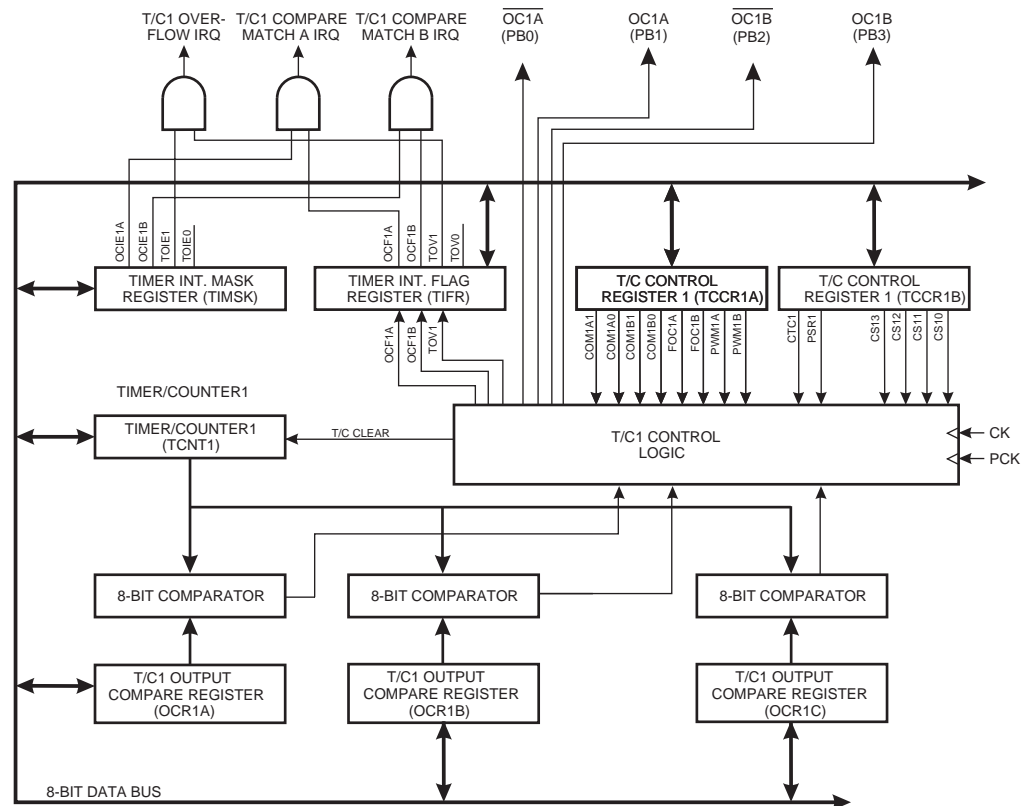 T/C1 OVER-
FLOW IRQ
T/C1 COMPARE
MATCH A IRQ
T/C1 COMPARE
MATCH B IRQ
OC1A
(PB0)
OC1A
(PB1)
OC1B
(PB2)
OC1B
(PB3)
OCIE1A
OCIE1B
TOIE1
TOIE0
OCF1A
OCF1B
TOV1
TOV0
TIMER INT. MASK
REGISTER (TIMSK)
TIMER INT. FLAG
REGISTER (TIFR)
T/C CONTROL
REGISTER 1 (TCCR1A)
T/C CONTROL
REGISTER 1 (TCCR1B)
OCF1A
OCF1B
TOV1
COM1A1
COM1A0
COM1B1
COM1B0
FOC1A
FOC1B
PWM1A
PWM1B
CTC1
PSR1
CS13
CS12
CS11
CS10
TIMER/COUNTER1
TIMER/COUNTER1
(TCNT1)
T/C CLEAR
T/C1 CONTROL
LOGIC
CK
PCK
8-BIT COMPARATOR
8-BIT COMPARATOR
8-BIT COMPARATOR
T/C1 OUTPUT
COMPARE REGISTER
(OCR1A)
T/C1 OUTPUT
COMPARE REGISTER
(OCR1B)
T/C1 OUTPUT
COMPARE REGISTER
(OCR1C)
8-BIT DATA BUS